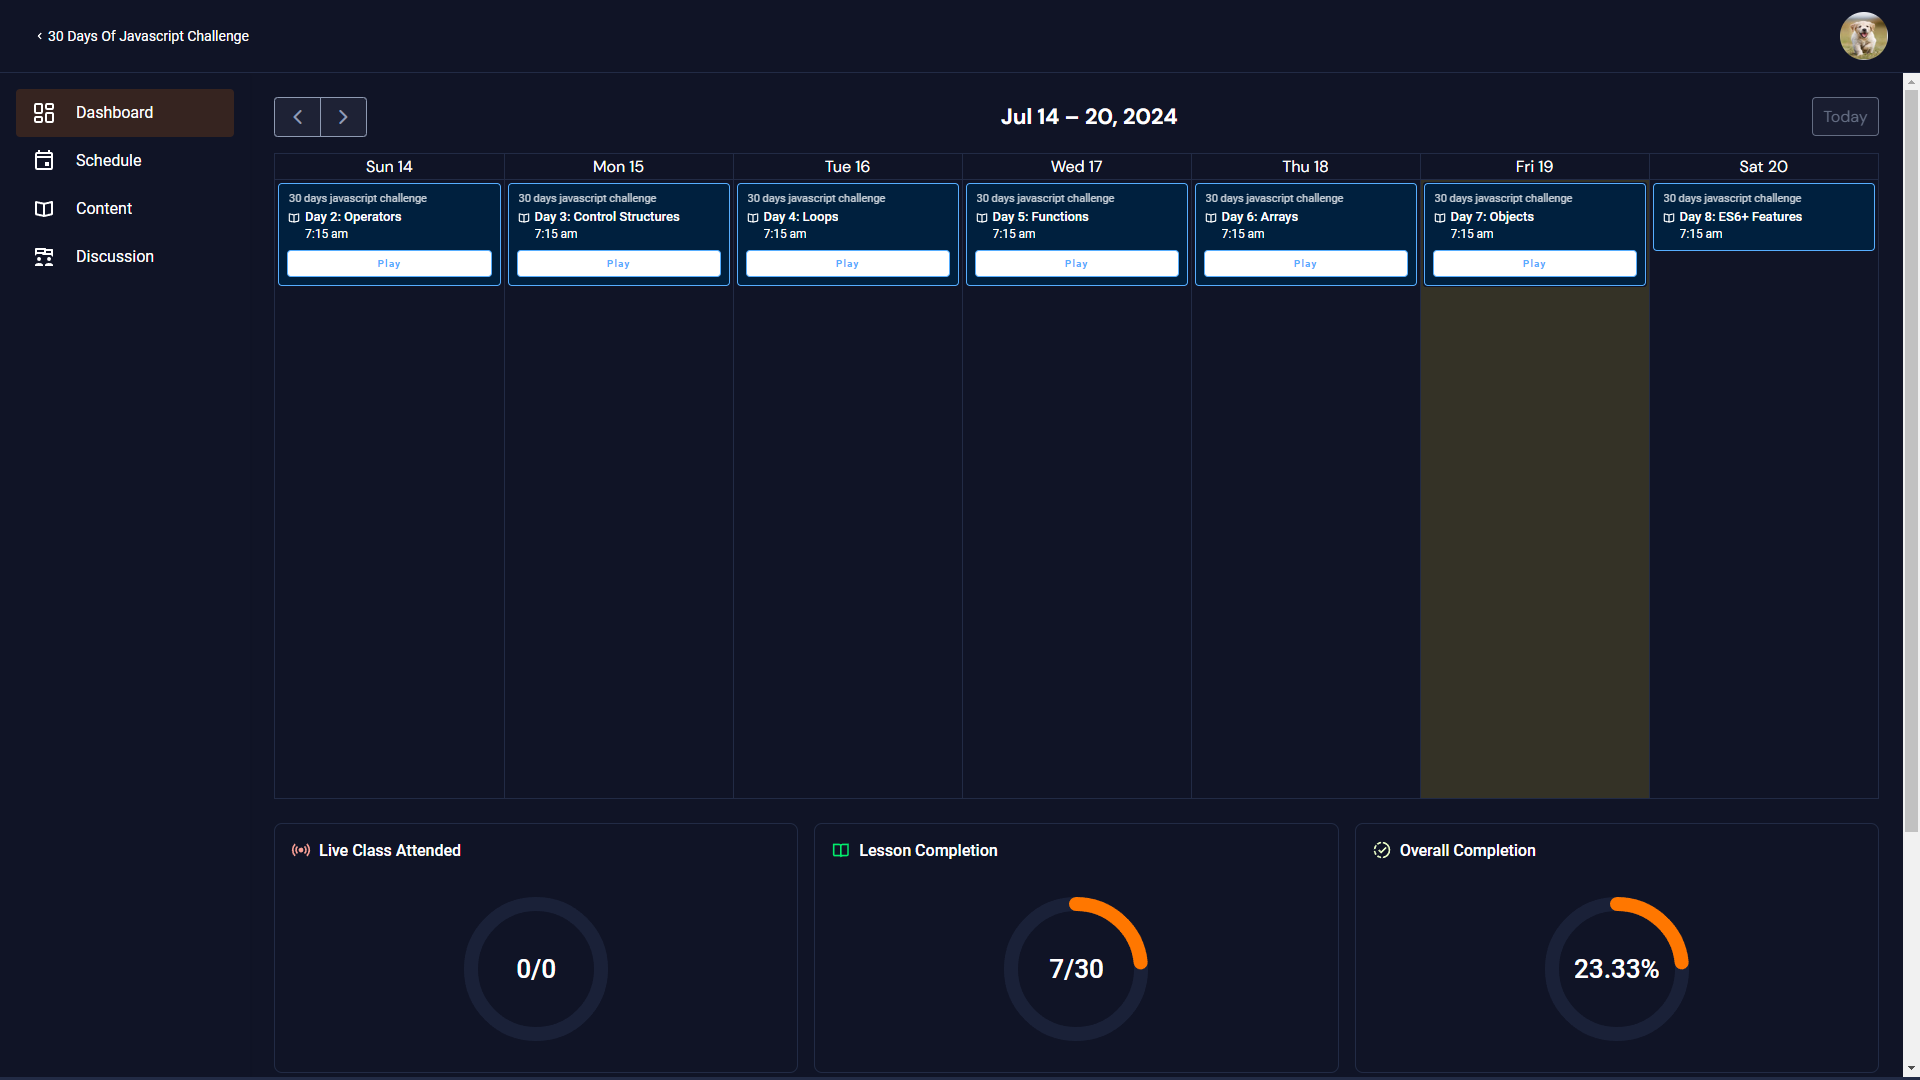 30 Days Of Javascript Challenge
Dashboard
Schedule
Content
Discussion
Jul 14 – 20, 2024
Today
Sun 14
Mon 15
Tue 16
Wed 17
Thu 18
Fri 19
Sat 20
30 days javascript challenge
Day 2: Operators
7:15 am
Play
30 days javascript challenge
Day 3: Control Structures
7:15 am
Play
30 days javascript challenge
Day 4: Loops
7:15 am
Play
30 days javascript challenge
Day 5: Functions
7:15 am
Play
30 days javascript challenge
Day 6: Arrays
7:15 am
Play
30 days javascript challenge
Day 7: Objects
7:15 am
Play
30 days javascript challenge
Day 8: ES6+ Features
7:15 am
Live Class Attended
0/0
Lesson Completion
7/30
Overall Completion
23.33%